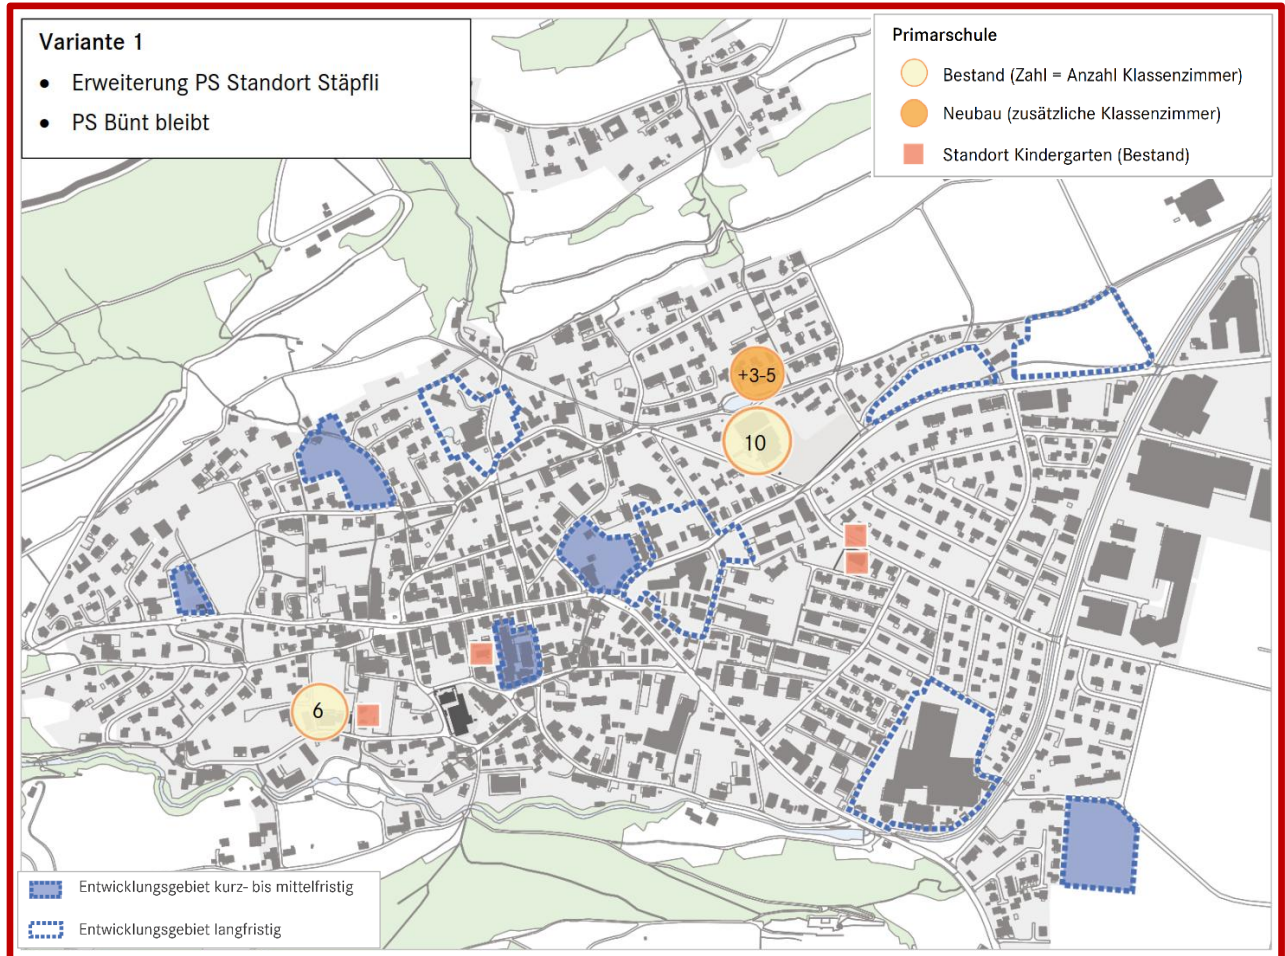 Variante 1
• Erweiterung PS Standort Stäpfli
• PS Bünt bleibt
Primarschule
Bestand (Zahl = Anzahl Klassenzimmer)
Neubau (zusätzliche Klassenzimmer)
Standort Kindergarten (Bestand)
+3-5
10
6
Entwicklungsgebiet kurz- bis mittelfristig
Entwicklungsgebiet langfristig